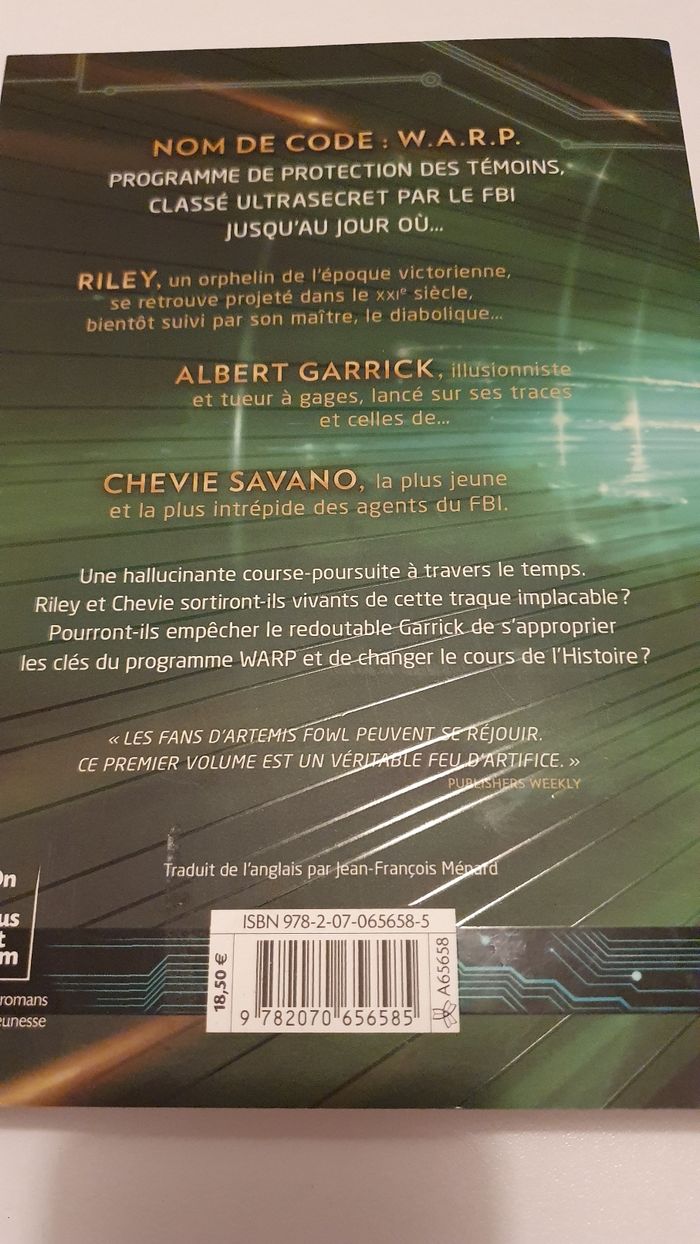 NOM DE CODE : W.A.R.P.
PROGRAMME DE PROTECTION DES TÉMOINS,
CLASSÉ ULTRASECRET PAR LE FBI
JUSQU'AU JOUR OÙ...
RILEY, un orphelin de l'époque victorienne,
se retrouve projeté dans le XXIe siècle,
bientôt suivi par son maître, le diabolique...
ALBERT GARRICK, illusionniste
et tueur à gages, lancé sur ses traces
et celles de...
CHEVIE SAVANO, la plus jeune
et la plus intrépide des agents du FBI.
Une hallucinante course-poursuite à travers le temps.
Riley et Chevie sortiront-ils vivants de cette traque implacable ?
Pourront-ils empêcher le redoutable Garrick de s'approprier
les clés du programme WARP et de changer le cours de l'Histoire ?
« LES FANS D'ARTEMIS FOWL PEUVENT SE RÉJOUIR.
CE PREMIER VOLUME EST UN VÉRITABLE FEU D'ARTIFICE. »
PUBLISHERS WEEKLY
Traduit de l'anglais par Jean-François Ménard
ISBN 978-2-07-065658-5
18,50 €
A65658
9 782070 656585
romans